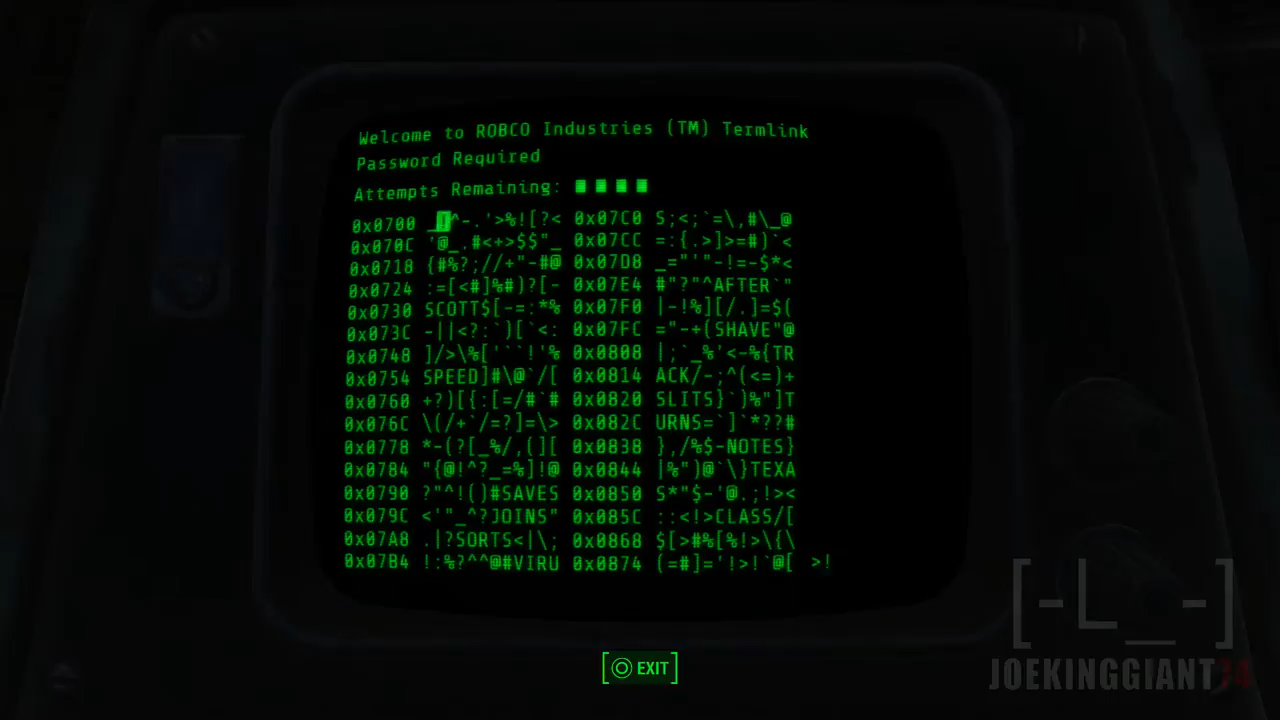 Welcome to ROBCO Industries (TM) Termlink
Password Required
Attempts Remaining: ■ ■ ■ ■
0x0700 _!^-.'>%![?< 0x07C0 S;<;`=\,#\_@
0x070C '@_.#<+>$$"_ 0x07CC =:{.>]>=#)`<
0x0718 {#%?;//+"-#@ 0x07D8 _="'"-!=-$*<
0x0724 :=[<#]%#)?[- 0x07E4 #"?"^AFTER`"
0x0730 SCOTT$[-=:*% 0x07F0 |-!%][/.]=$(
0x073C -||<?:`)[`<: 0x07FC ="-+(SHAVE"@
0x0748 ]/>\%['``!'% 0x0808 |;`_%'<-%{TR
0x0754 SPEED]#\@`/[ 0x0814 ACK/-;^(<=)+
0x0760 +?)[{:[=/#`# 0x0820 SLITS}`)%"]T
0x076C \(/+`/=?]=\> 0x082C URNS=`]`*??#
0x0778 *-(?[_%/,(][ 0x0838 },/%$-NOTES}
0x0784 "{@!^?_=%]!@ 0x0844 |%")@`\}TEXA
0x0790 ?"^!()#SAVES 0x0850 S*"$-'@.;!><
0x079C <'"_^?JOINS" 0x085C ::<!>CLASS/[
0x07A8 .|?SORTS<|\; 0x0868 $[>#%[%!>\{\
0x07B4 !:%?^^@#VIRU 0x0874 (=#]='!>!`@[ >!
[-L_-]
JOEKINGGIANT74
[EXIT]